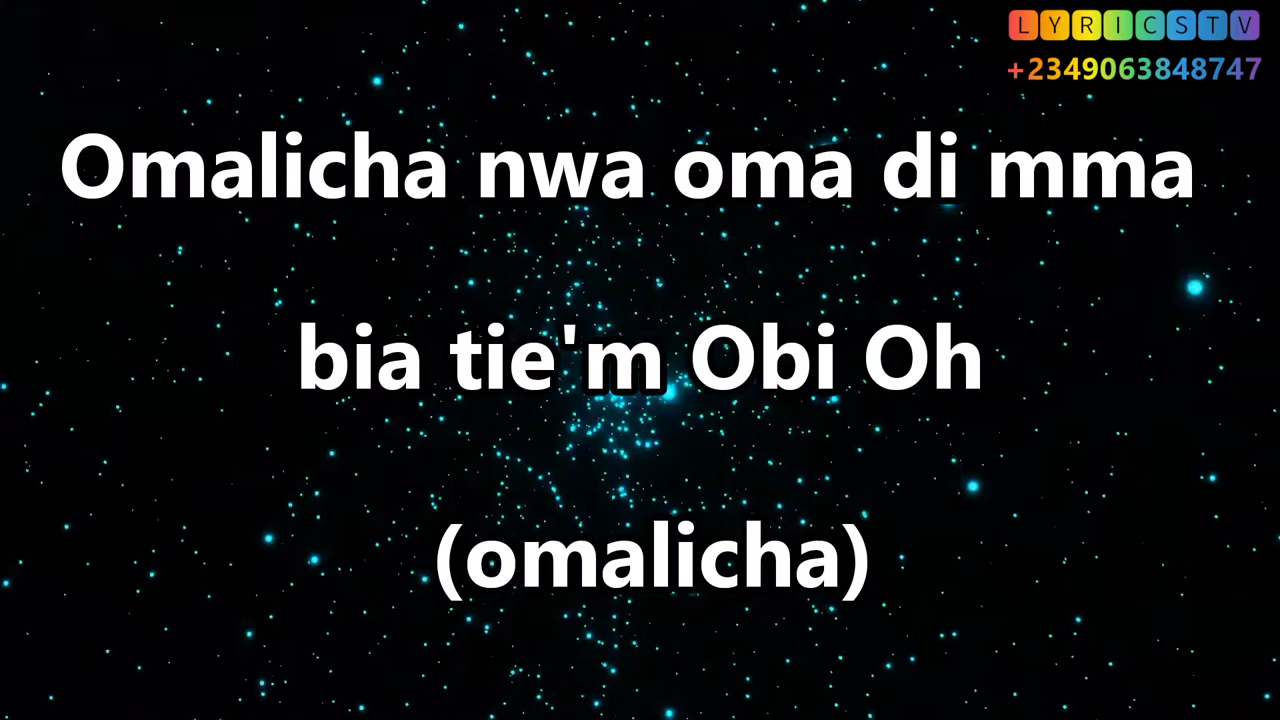 LYRICSTV
+2349063848747
Omalicha nwa oma di mma
bia tie'm Obi Oh
(omalicha)